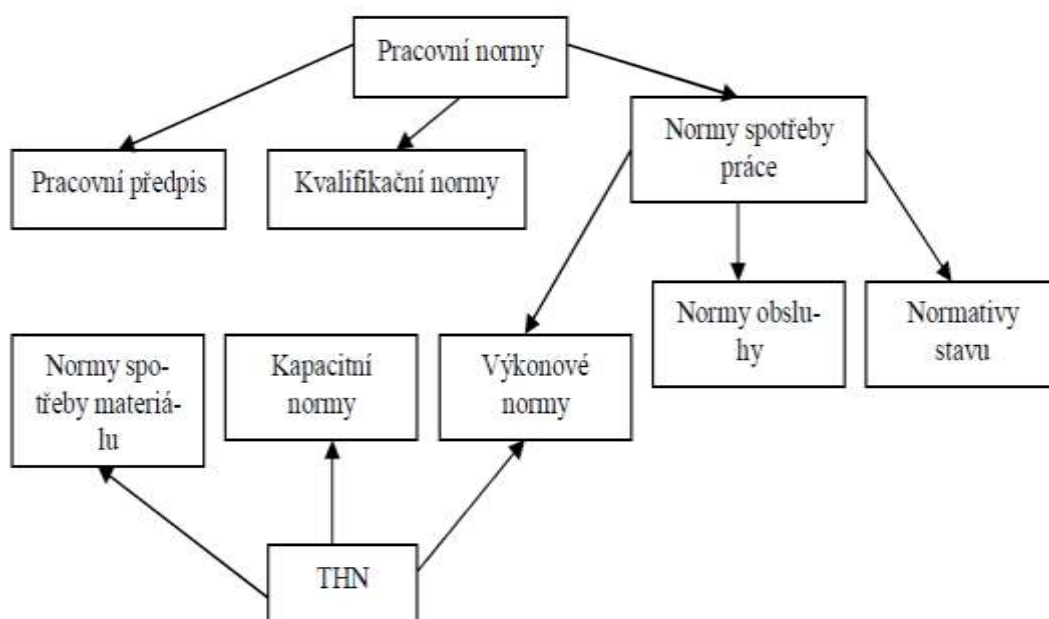 Pracovní normy
Normy spotřeby
práce
Pracovní předpis
Kvalifikační normy
Normy obslu-
hy
Normativy
stavu
Normy spo-
třeby materiá-
lu
Kapacitní
normy
Výkonové
normy
THN